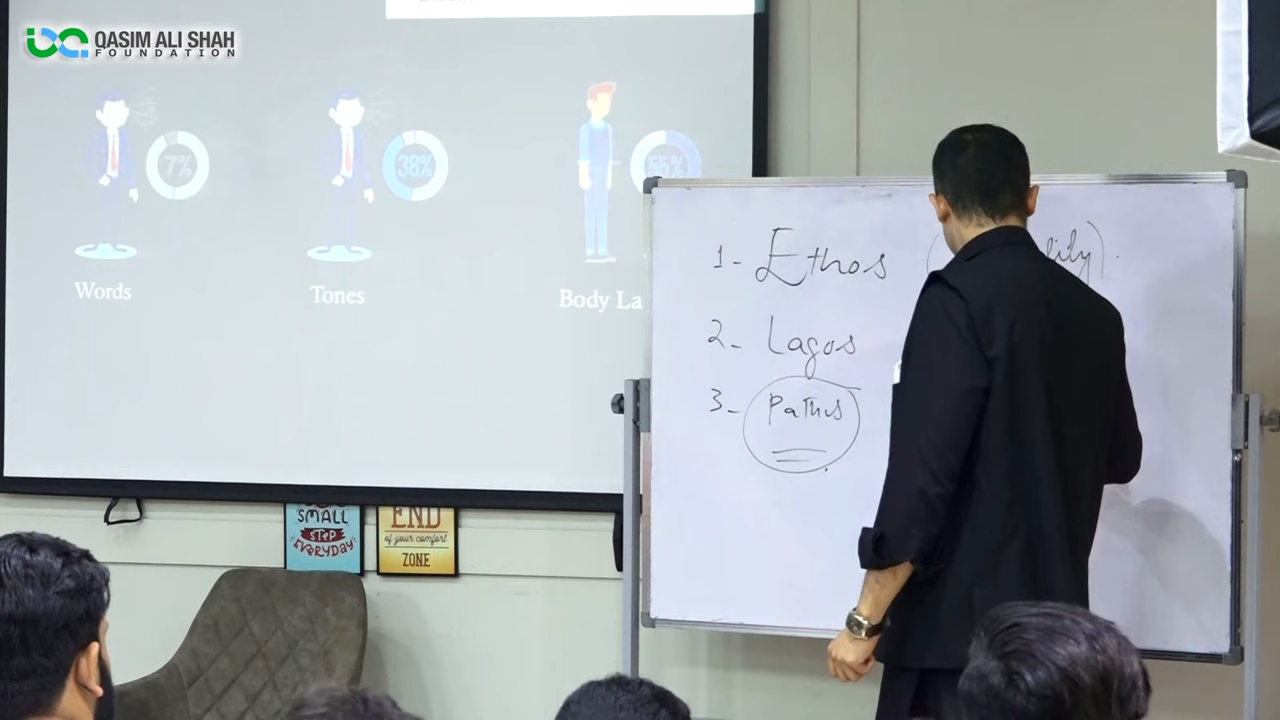 QASIM ALI SHAH
FOUNDATION
7%
38%
55%
Words
Tones
Body La
1- Ethos
2- Lagos
3- Pathos
SMALL
STEP
EVERYDAY
END
of your comfort
ZONE